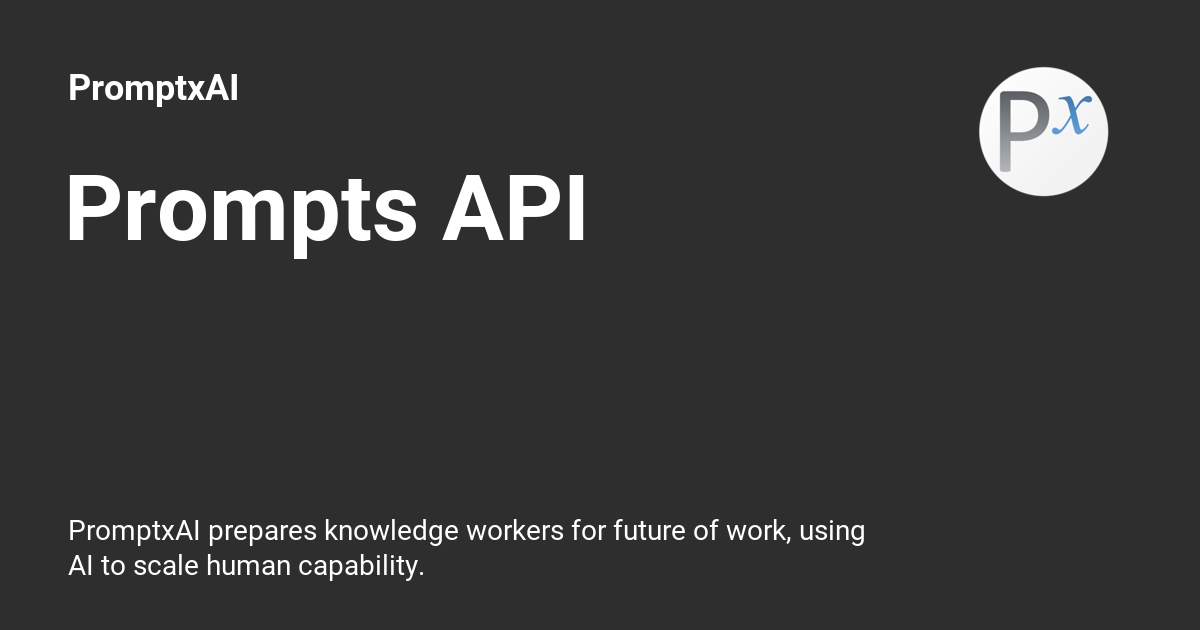 PromptxAI
Px
Prompts API
PromptxAI prepares knowledge workers for future of work, using
AI to scale human capability.